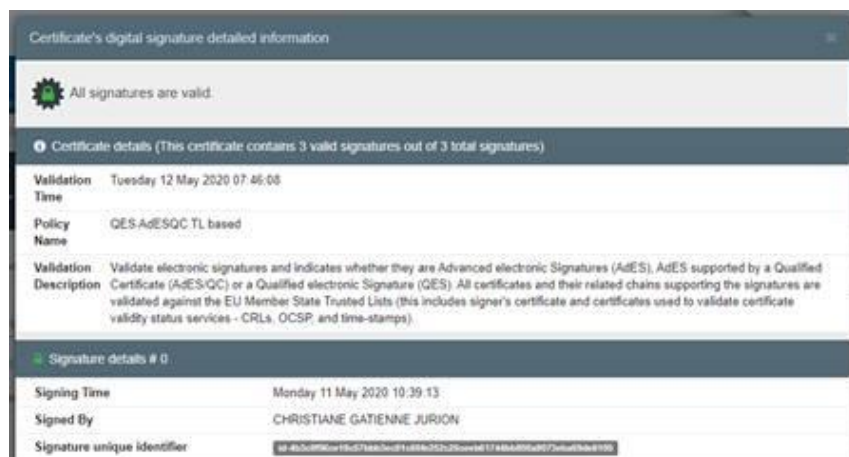 Certificate's digital signature detailed information
All signatures are valid.
Certificate details (This certificate contains 3 valid signatures out of 3 total signatures)
Validation Time Tuesday 12 May 2020 07:46:08
Policy Name QES AdESQC TL based
Validation Description Validate electronic signatures and indicates whether they are Advanced electronic Signatures (AdES), AdES supported by a Qualified
Certificate (AdES/QC) or a Qualified electronic Signature (QES). All certificates and their related chains supporting the signatures are
validated against the EU Member State Trusted Lists (this includes signer's certificate and certificates used to validate certificate
validity status services - CRLs, OCSP, and time-stamps).
Signature details # 0
Signing Time Monday 11 May 2020 10:39:13
Signed By CHRISTIANE GATIENNE JURION
Signature unique identifier